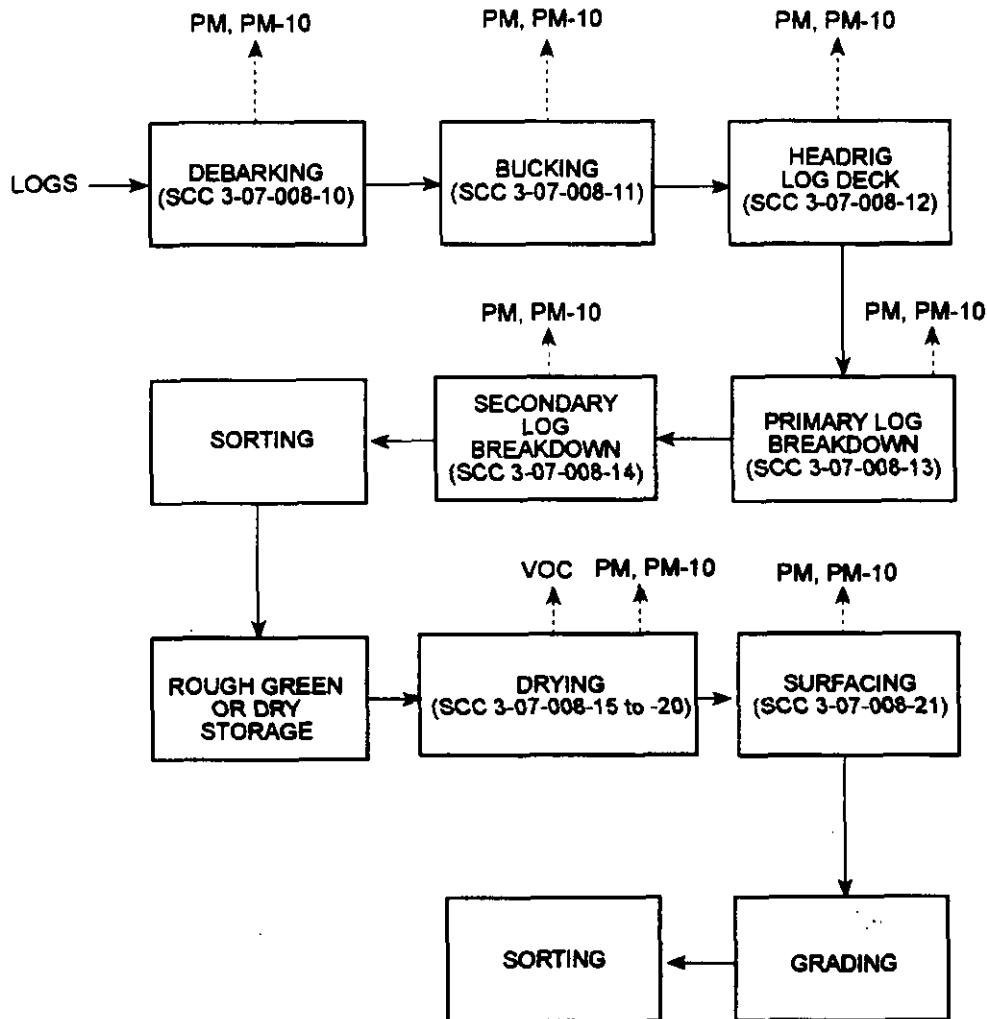 PM, PM-10
PM, PM-10
PM, PM-10
LOGS
DEBARKING
(SCC 3-07-008-10)
BUCKING
(SCC 3-07-008-11)
HEADRIG
LOG DECK
(SCC 3-07-008-12)
PM, PM-10
PM, PM-10
SORTING
SECONDARY
LOG
BREAKDOWN
(SCC 3-07-008-14)
PRIMARY LOG
BREAKDOWN
(SCC 3-07-008-13)
VOC
PM, PM-10
PM, PM-10
ROUGH GREEN
OR DRY
STORAGE
DRYING
(SCC 3-07-008-15 to -20)
SURFACING
(SCC 3-07-008-21)
SORTING
GRADING